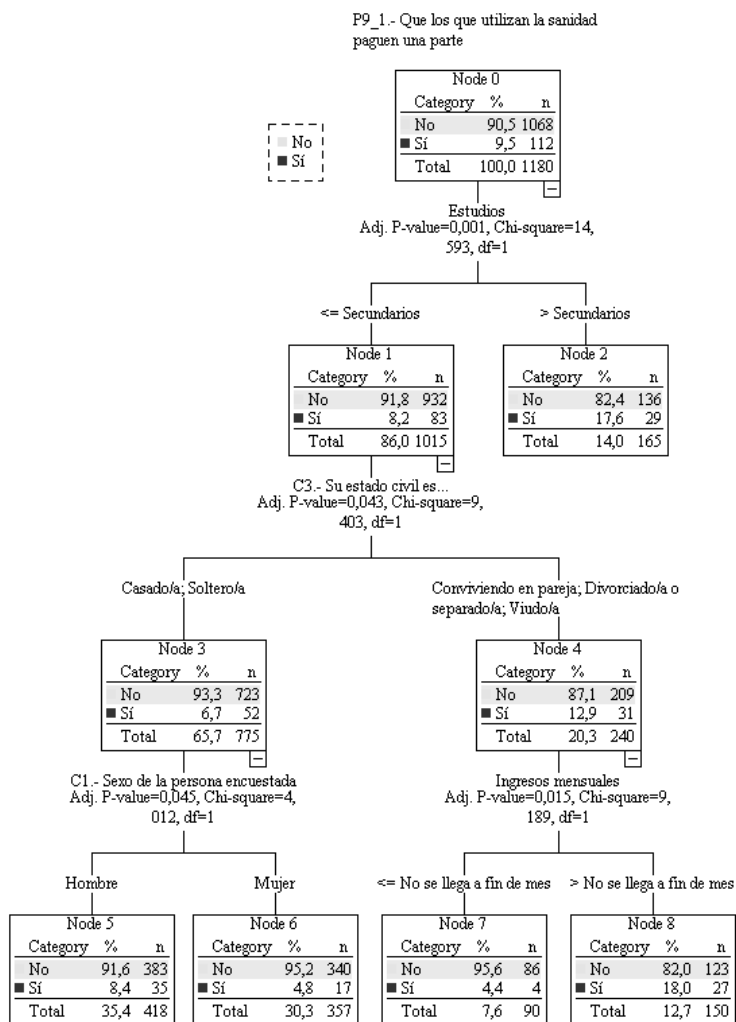 P9_1.- Que los que utilizan la sanidad
paguen una parte
Node 0
Category % n
No 90,5 1068
Sí 9,5 112
Total 100,0 1180
No
Sí
Estudios
Adj. P-value=0,001, Chi-square=14,
593, df=1
<= Secundarios
> Secundarios
Node 1
Category % n
No 91,8 932
Sí 8,2 83
Total 86,0 1015
Node 2
Category % n
No 82,4 136
Sí 17,6 29
Total 14,0 165
C3.- Su estado civil es...
Adj. P-value=0,043, Chi-square=9,
403, df=1
Casado/a; Soltero/a
Conviviendo en pareja; Divorciado/a o
separado/a; Viudo/a
Node 3
Category % n
No 93,3 723
Sí 6,7 52
Total 65,7 775
Node 4
Category % n
No 87,1 209
Sí 12,9 31
Total 20,3 240
C1.- Sexo de la persona encuestada
Adj. P-value=0,045, Chi-square=4,
012, df=1
Ingresos mensuales
Adj. P-value=0,015, Chi-square=9,
189, df=1
Hombre
Mujer
<= No se llega a fin de mes
> No se llega a fin de mes
Node 5
Category % n
No 91,6 383
Sí 8,4 35
Total 35,4 418
Node 6
Category % n
No 95,2 340
Sí 4,8 17
Total 30,3 357
Node 7
Category % n
No 95,6 86
Sí 4,4 4
Total 7,6 90
Node 8
Category % n
No 82,0 123
Sí 18,0 27
Total 12,7 150